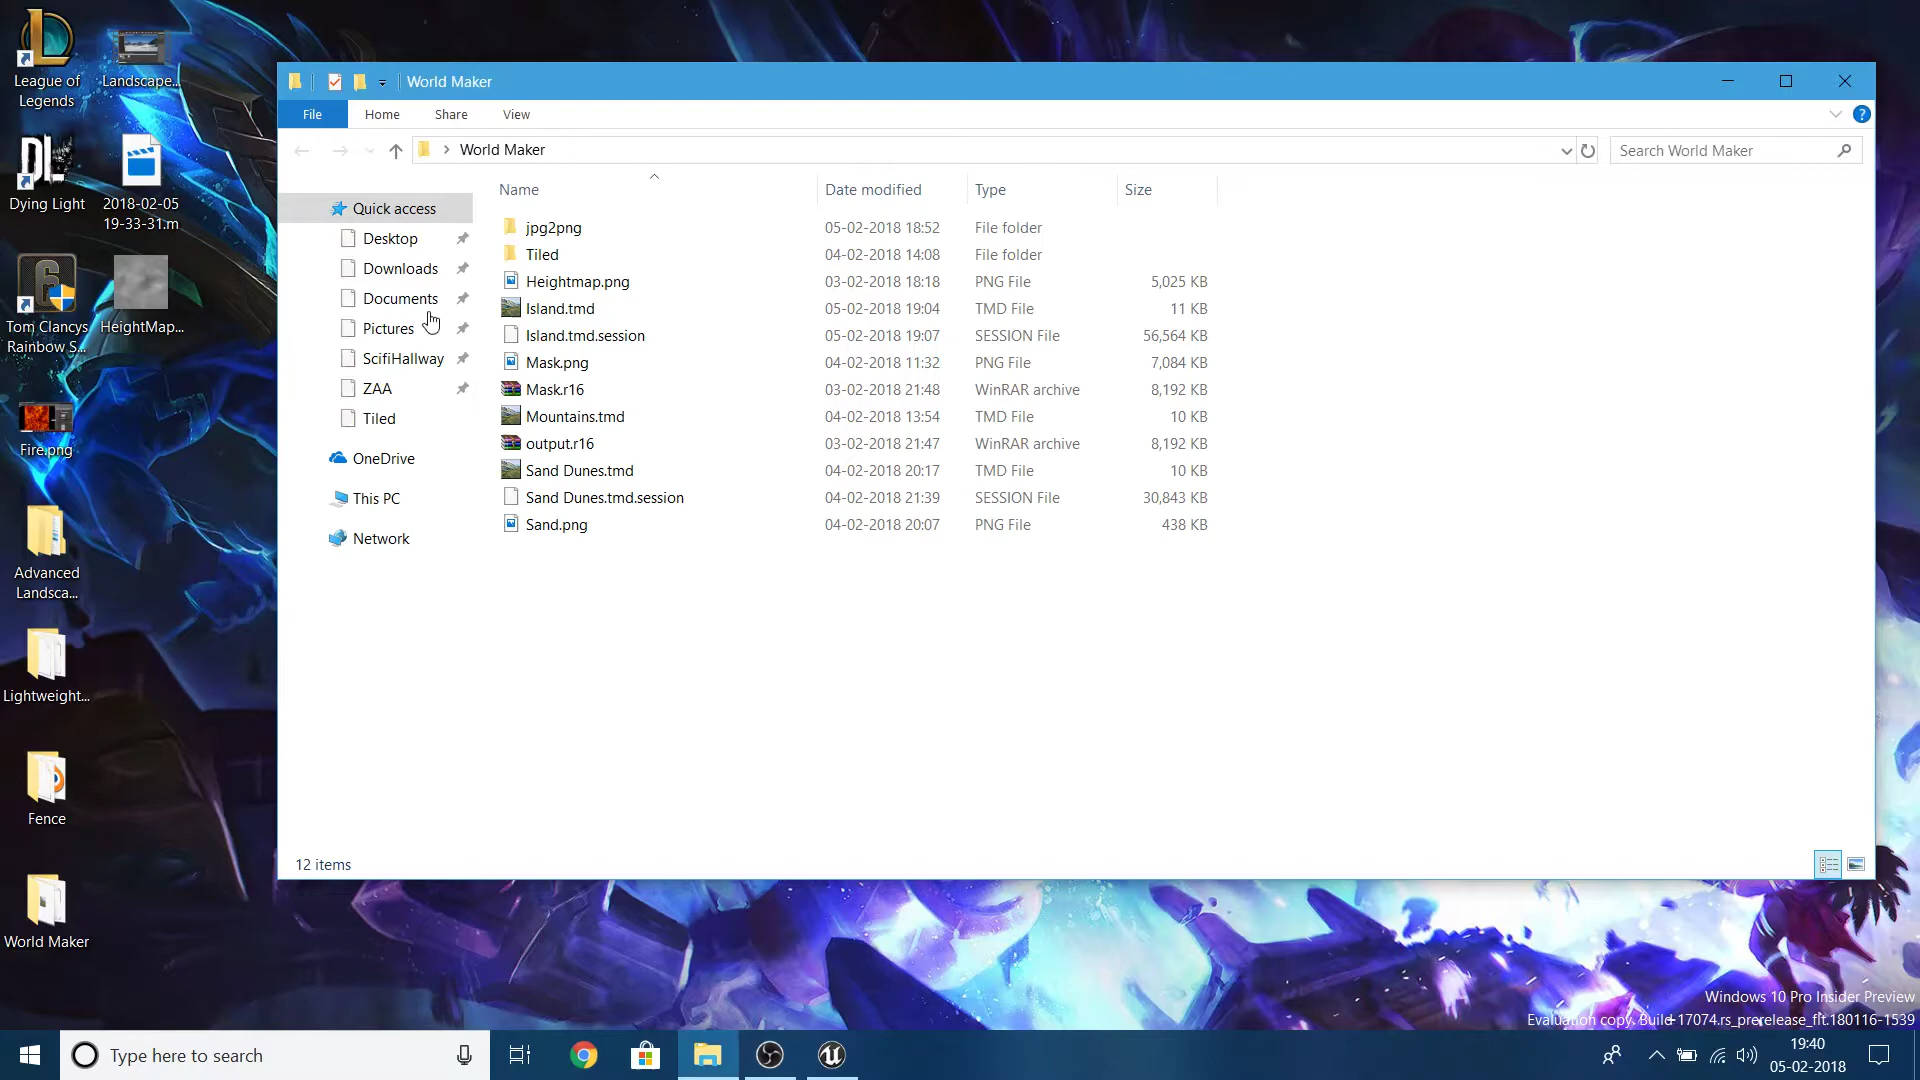 League of
Legends
Landscape...
Dying Light
2018-02-05
19-33-31.m
Tom Clancys
Rainbow S...
HeightMap...
Fire.png
Advanced
Landsca...
Lightweight...
Fence
World Maker
World Maker
File
Home
Share
View
World Maker
Search World Maker
Name
Date modified
Type
Size
Quick access
Desktop
Downloads
Documents
Pictures
ScifiHallway
ZAA
Tiled
OneDrive
This PC
Network
jpg2png 05-02-2018 18:52 File folder
Tiled 04-02-2018 14:08 File folder
Heightmap.png 03-02-2018 18:18 PNG File 5,025 KB
Island.tmd 05-02-2018 19:04 TMD File 11 KB
Island.tmd.session 05-02-2018 19:07 SESSION File 56,564 KB
Mask.png 04-02-2018 11:32 PNG File 7,084 KB
Mask.r16 03-02-2018 21:48 WinRAR archive 8,192 KB
Mountains.tmd 04-02-2018 13:54 TMD File 10 KB
output.r16 03-02-2018 21:47 WinRAR archive 8,192 KB
Sand Dunes.tmd 04-02-2018 20:17 TMD File 10 KB
Sand Dunes.tmd.session 04-02-2018 21:39 SESSION File 30,843 KB
Sand.png 04-02-2018 20:07 PNG File 438 KB
12 items
Windows 10 Pro Insider Preview
Evaluation copy. Build 17074.rs_prerelease_flt.180116-1539
Type here to search
19:40
05-02-2018